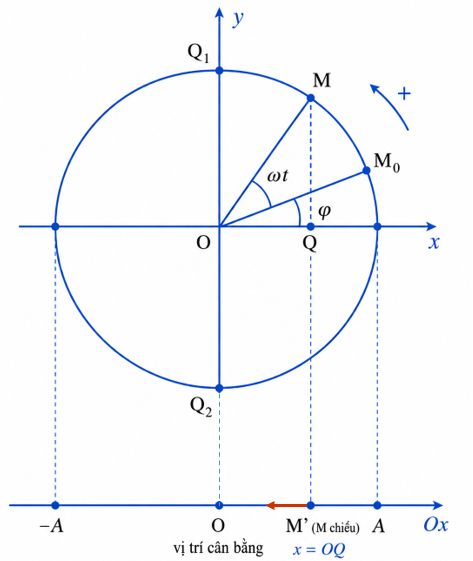 y
Q₁
M
+
M₀
ωt
φ
O
Q
x
Q₂
−A
O
M’ (M chiếu)
A
Ox
vị trí cân bằng
x = OQ